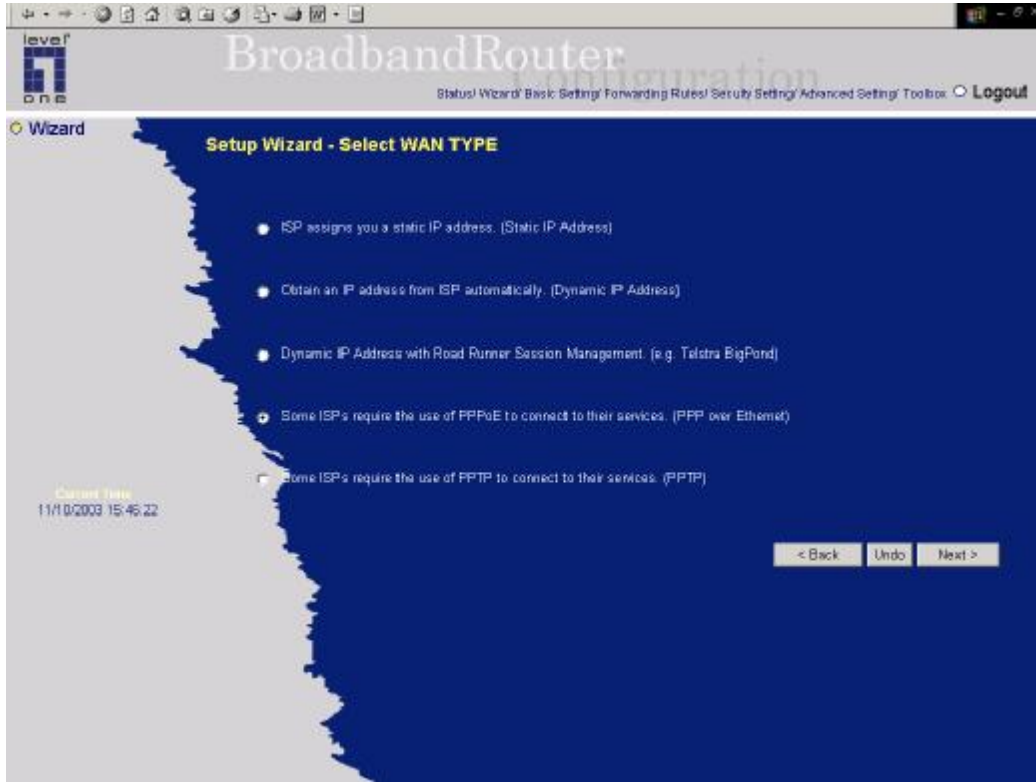 level
one
BroadbandRouter
Configuration
Status/ Wizard/ Basic Setting/ Forwarding Rules/ Security Setting/ Advanced Setting/ Toolbox Logout
Wizard
Setup Wizard - Select WAN TYPE
ISP assigns you a static IP address. (Static IP Address)
Obtain an IP address from ISP automatically. (Dynamic IP Address)
Dynamic IP Address with Road Runner Session Management. (e.g. Telstra BigPond)
Some ISPs require the use of PPPoE to connect to their services. (PPP over Ethernet)
Some ISPs require the use of PPTP to connect to their services. (PPTP)
Current Time
11/10/2003 15:46:22
< Back Undo Next >